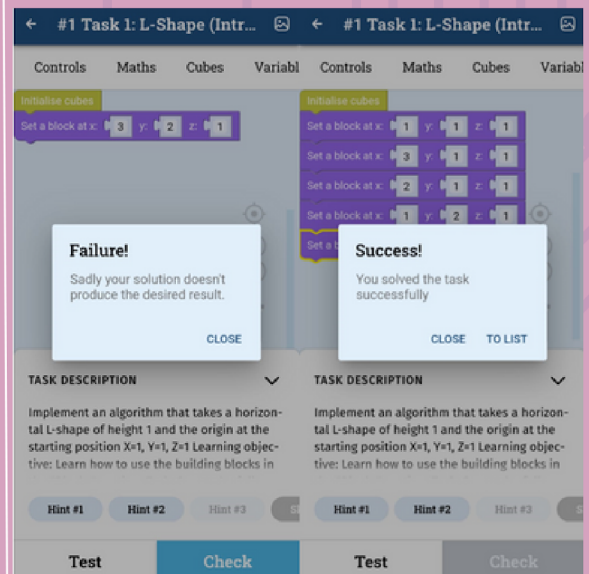 ← #1 Task 1: L-Shape (Intr...
Controls Maths Cubes Variabl
Initialise cubes
Set a block at x: 3 y: 2 z: 1
Failure!
Sadly your solution doesn't
produce the desired result.
CLOSE
TASK DESCRIPTION
Implement an algorithm that takes a horizon-
tal L-shape of height 1 and the origin at the
starting position X=1, Y=1, Z=1 Learning objec-
tive: Learn how to use the building blocks in
Hint #1 Hint #2 Hint #3
Test Check
← #1 Task 1: L-Shape (Intr...
Controls Maths Cubes Variabl
Initialise cubes
Set a block at x: 1 y: 1 z: 1
Set a block at x: 3 y: 1 z: 1
Set a block at x: 2 y: 1 z: 1
Set a block at x: 1 y: 2 z: 1
Set a b
Success!
You solved the task
successfully
CLOSE TO LIST
TASK DESCRIPTION
Implement an algorithm that takes a horizon-
tal L-shape of height 1 and the origin at the
starting position X=1, Y=1, Z=1 Learning objec-
tive: Learn how to use the building blocks in
Hint #1 Hint #2 Hint #3
Test Check